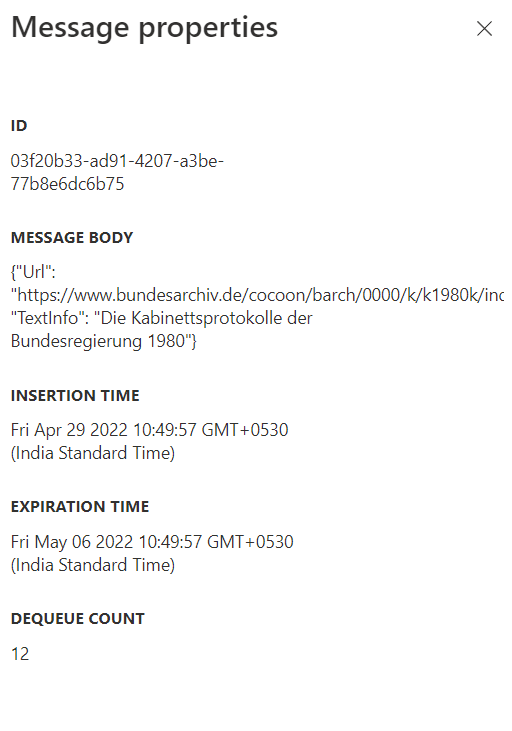 Message properties
ID
03f20b33-ad91-4207-a3be-
77b8e6dc6b75
MESSAGE BODY
{"Url":
"https://www.bundesarchiv.de/cocoon/barch/0000/k/k1980k/inc
"TextInfo": "Die Kabinettsprotokolle der
Bundesregierung 1980"}
INSERTION TIME
Fri Apr 29 2022 10:49:57 GMT+0530
(India Standard Time)
EXPIRATION TIME
Fri May 06 2022 10:49:57 GMT+0530
(India Standard Time)
DEQUEUE COUNT
12